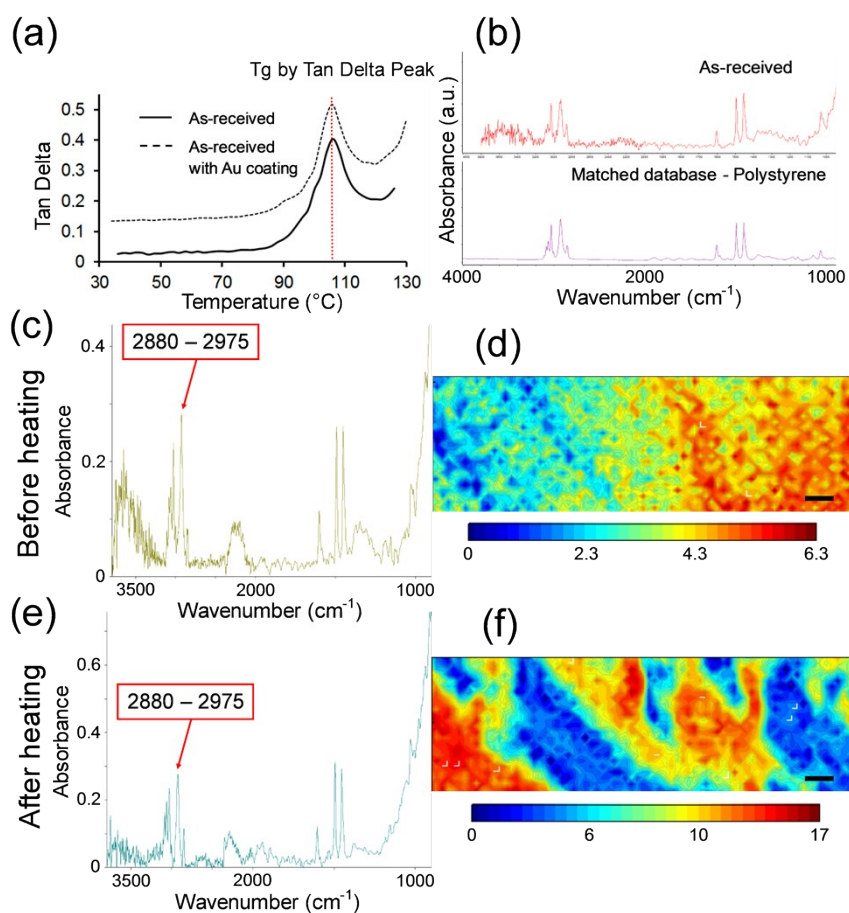 (a)
Tg by Tan Delta Peak
As-received
As-received
with Au coating
Tan Delta
0.5
0.4
0.3
0.2
0.1
0
30
50
70
90
110
130
Temperature (°C)
(b)
As-received
Matched database - Polystyrene
Absorbance (a.u.)
4000
2000
1000
Wavenumber (cm-1)
(c)
2880 – 2975
Before heating
Absorbance
0.4
0.2
0
3500
2000
1000
Wavenumber (cm-1)
(d)
0
2.3
4.3
6.3
(e)
2880 – 2975
After heating
Absorbance
0.6
0.4
0.2
0
3500
2000
1000
Wavenumber (cm-1)
(f)
0
6
10
17